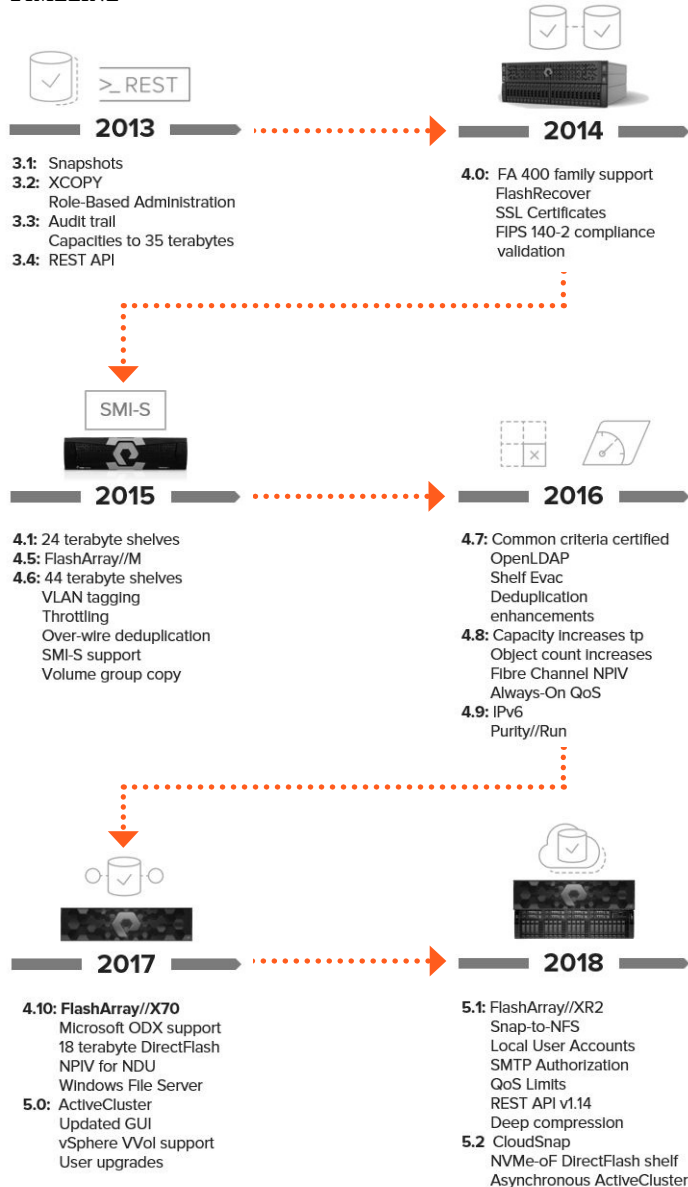 >_ REST
2013
3.1: Snapshots
3.2: XCOPY
Role-Based Administration
3.3: Audit trail
Capacities to 35 terabytes
3.4: REST API
2014
4.0: FA 400 family support
FlashRecover
SSL Certificates
FIPS 140-2 compliance
validation
SMI-S
2015
4.1: 24 terabyte shelves
4.5: FlashArray//M
4.6: 44 terabyte shelves
VLAN tagging
Throttling
Over-wire deduplication
SMI-S support
Volume group copy
2016
4.7: Common criteria certified
OpenLDAP
Shelf Evac
Deduplication
enhancements
4.8: Capacity increases tp
Object count increases
Fibre Channel NPIV
Always-On QoS
4.9: IPv6
Purity//Run
2017
4.10: FlashArray//X70
Microsoft ODX support
18 terabyte DirectFlash
NPIV for NDU
Windows File Server
5.0: ActiveCluster
Updated GUI
vSphere VVol support
User upgrades
2018
5.1: FlashArray//XR2
Snap-to-NFS
Local User Accounts
SMTP Authorization
QoS Limits
REST API v1.14
Deep compression
5.2 CloudSnap
NVMe-oF DirectFlash shelf
Asynchronous ActiveCluster